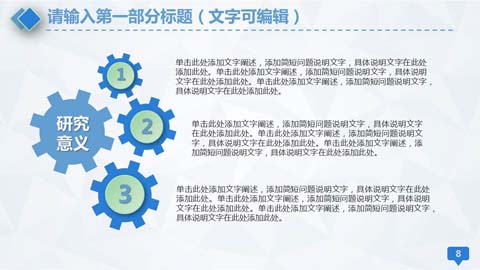 请输入第一部分标题（文字可编辑）
1
单击此处添加文字阐述，添加简短问题说明文字，具体说明文字在此处
添加此处。单击此处添加文字阐述，添加简短问题说明文字，具体说明
文字在此处添加此处。单击此处添加文字阐述，添加简短问题说明文字，
具体说明文字在此处添加此处。
研究
意义
2
单击此处添加文字阐述，添加简短问题说明文字，具体说明文字
在此处添加此处。单击此处添加文字阐述，添加简短问题说明文
字，具体说明文字在此处添加此处。单击此处添加文字阐述，添
加简短问题说明文字，具体说明文字在此处添加此处。
3
单击此处添加文字阐述，添加简短问题说明文字，具体说明文字在此处
添加此处。单击此处添加文字阐述，添加简短问题说明文字，具体说明
文字在此处添加此处。单击此处添加文字阐述，添加简短问题说明文字，
具体说明文字在此处添加此处。
8